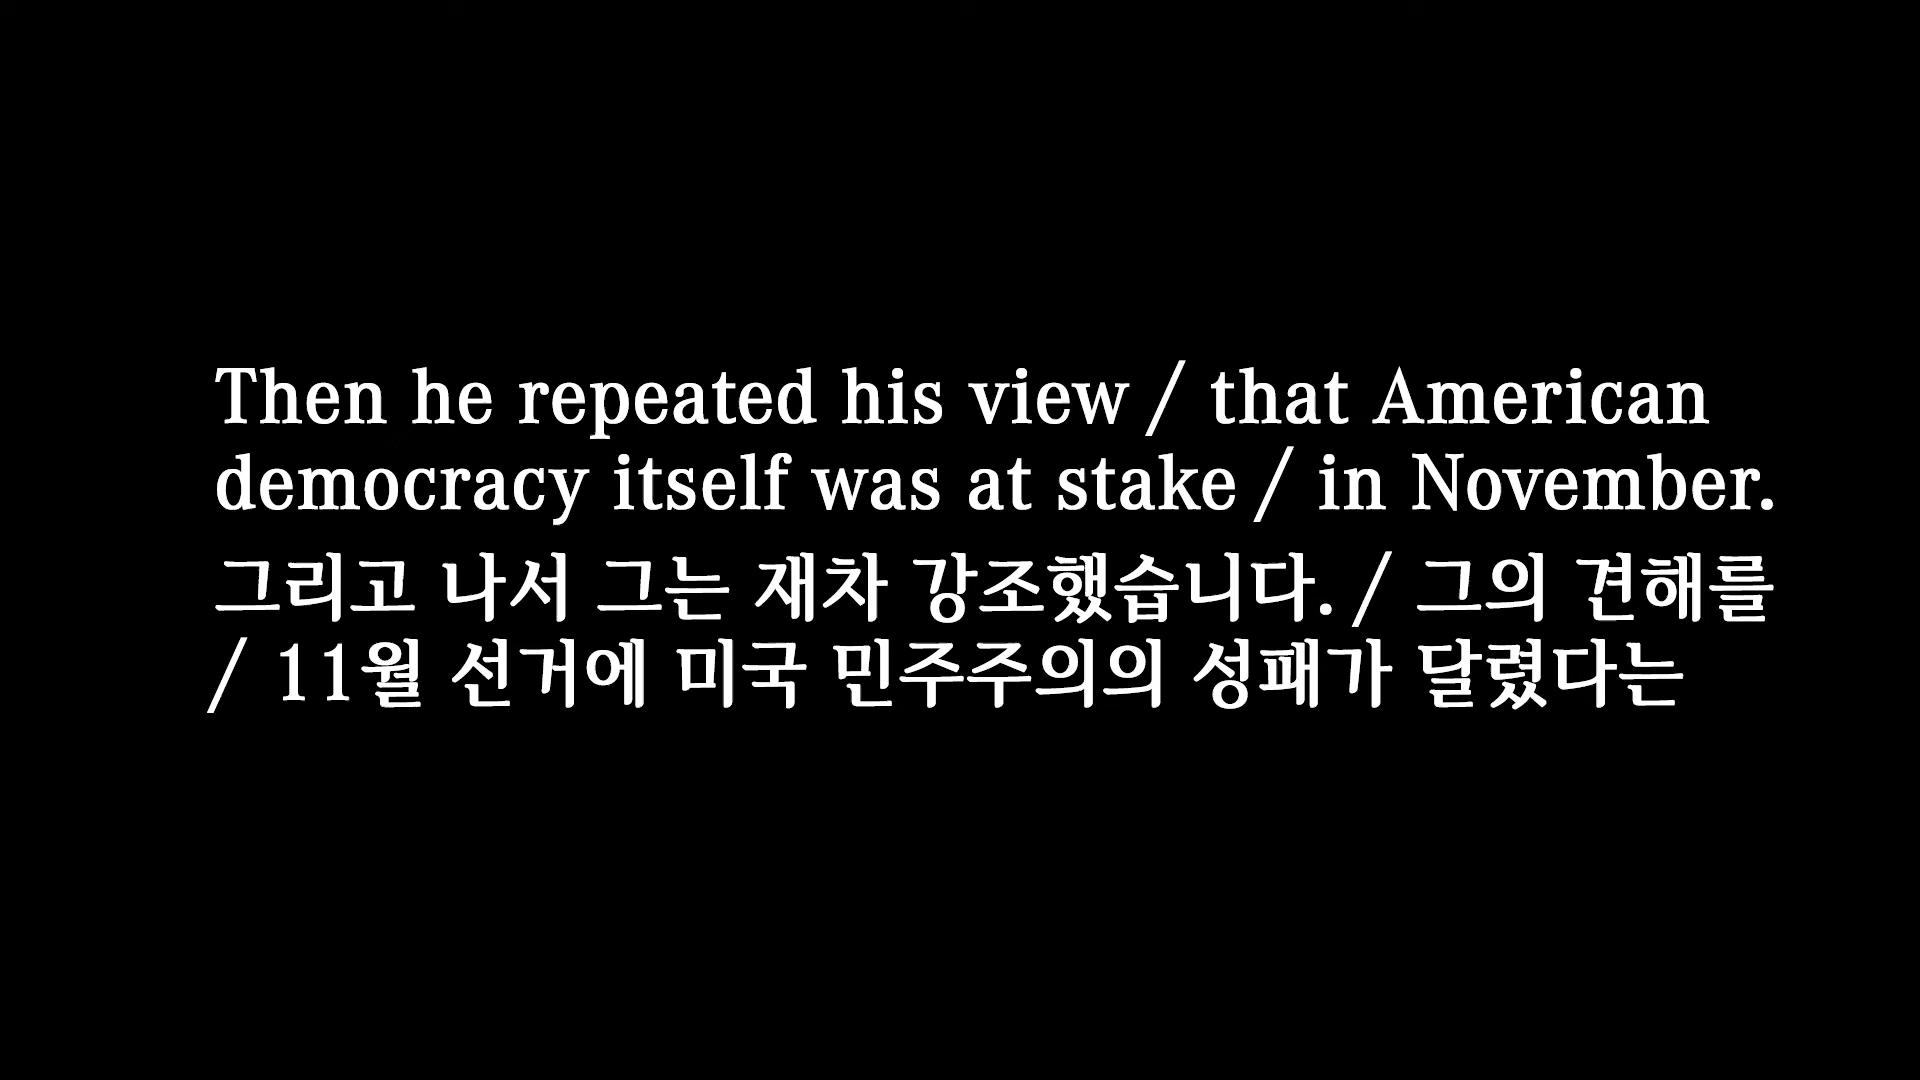 Then he repeated his view / that American
democracy itself was at stake / in November.
그리고 나서 그는 재차 강조했습니다. / 그의 견해를
/ 11월 선거에 미국 민주주의의 성패가 달렸다는